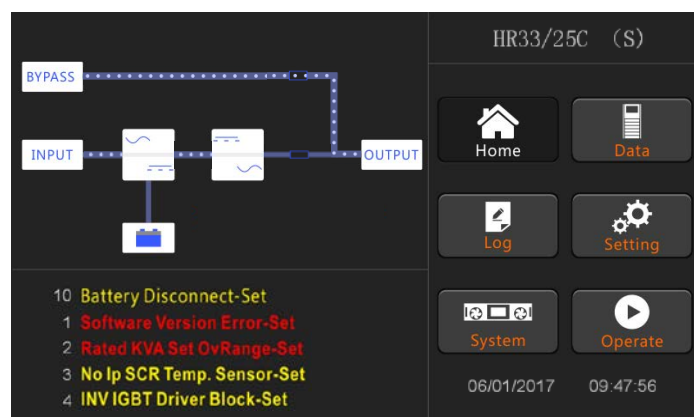 HR33/25C (S)
BYPASS
INPUT
OUTPUT
Home
Data
Log
Setting
System
Operate
10 Battery Disconnect-Set
1 Software Version Error-Set
2 Rated KVA Set OvRange-Set
3 No Ip SCR Temp. Sensor-Set
4 INV IGBT Driver Block-Set
06/01/2017 09:47:56